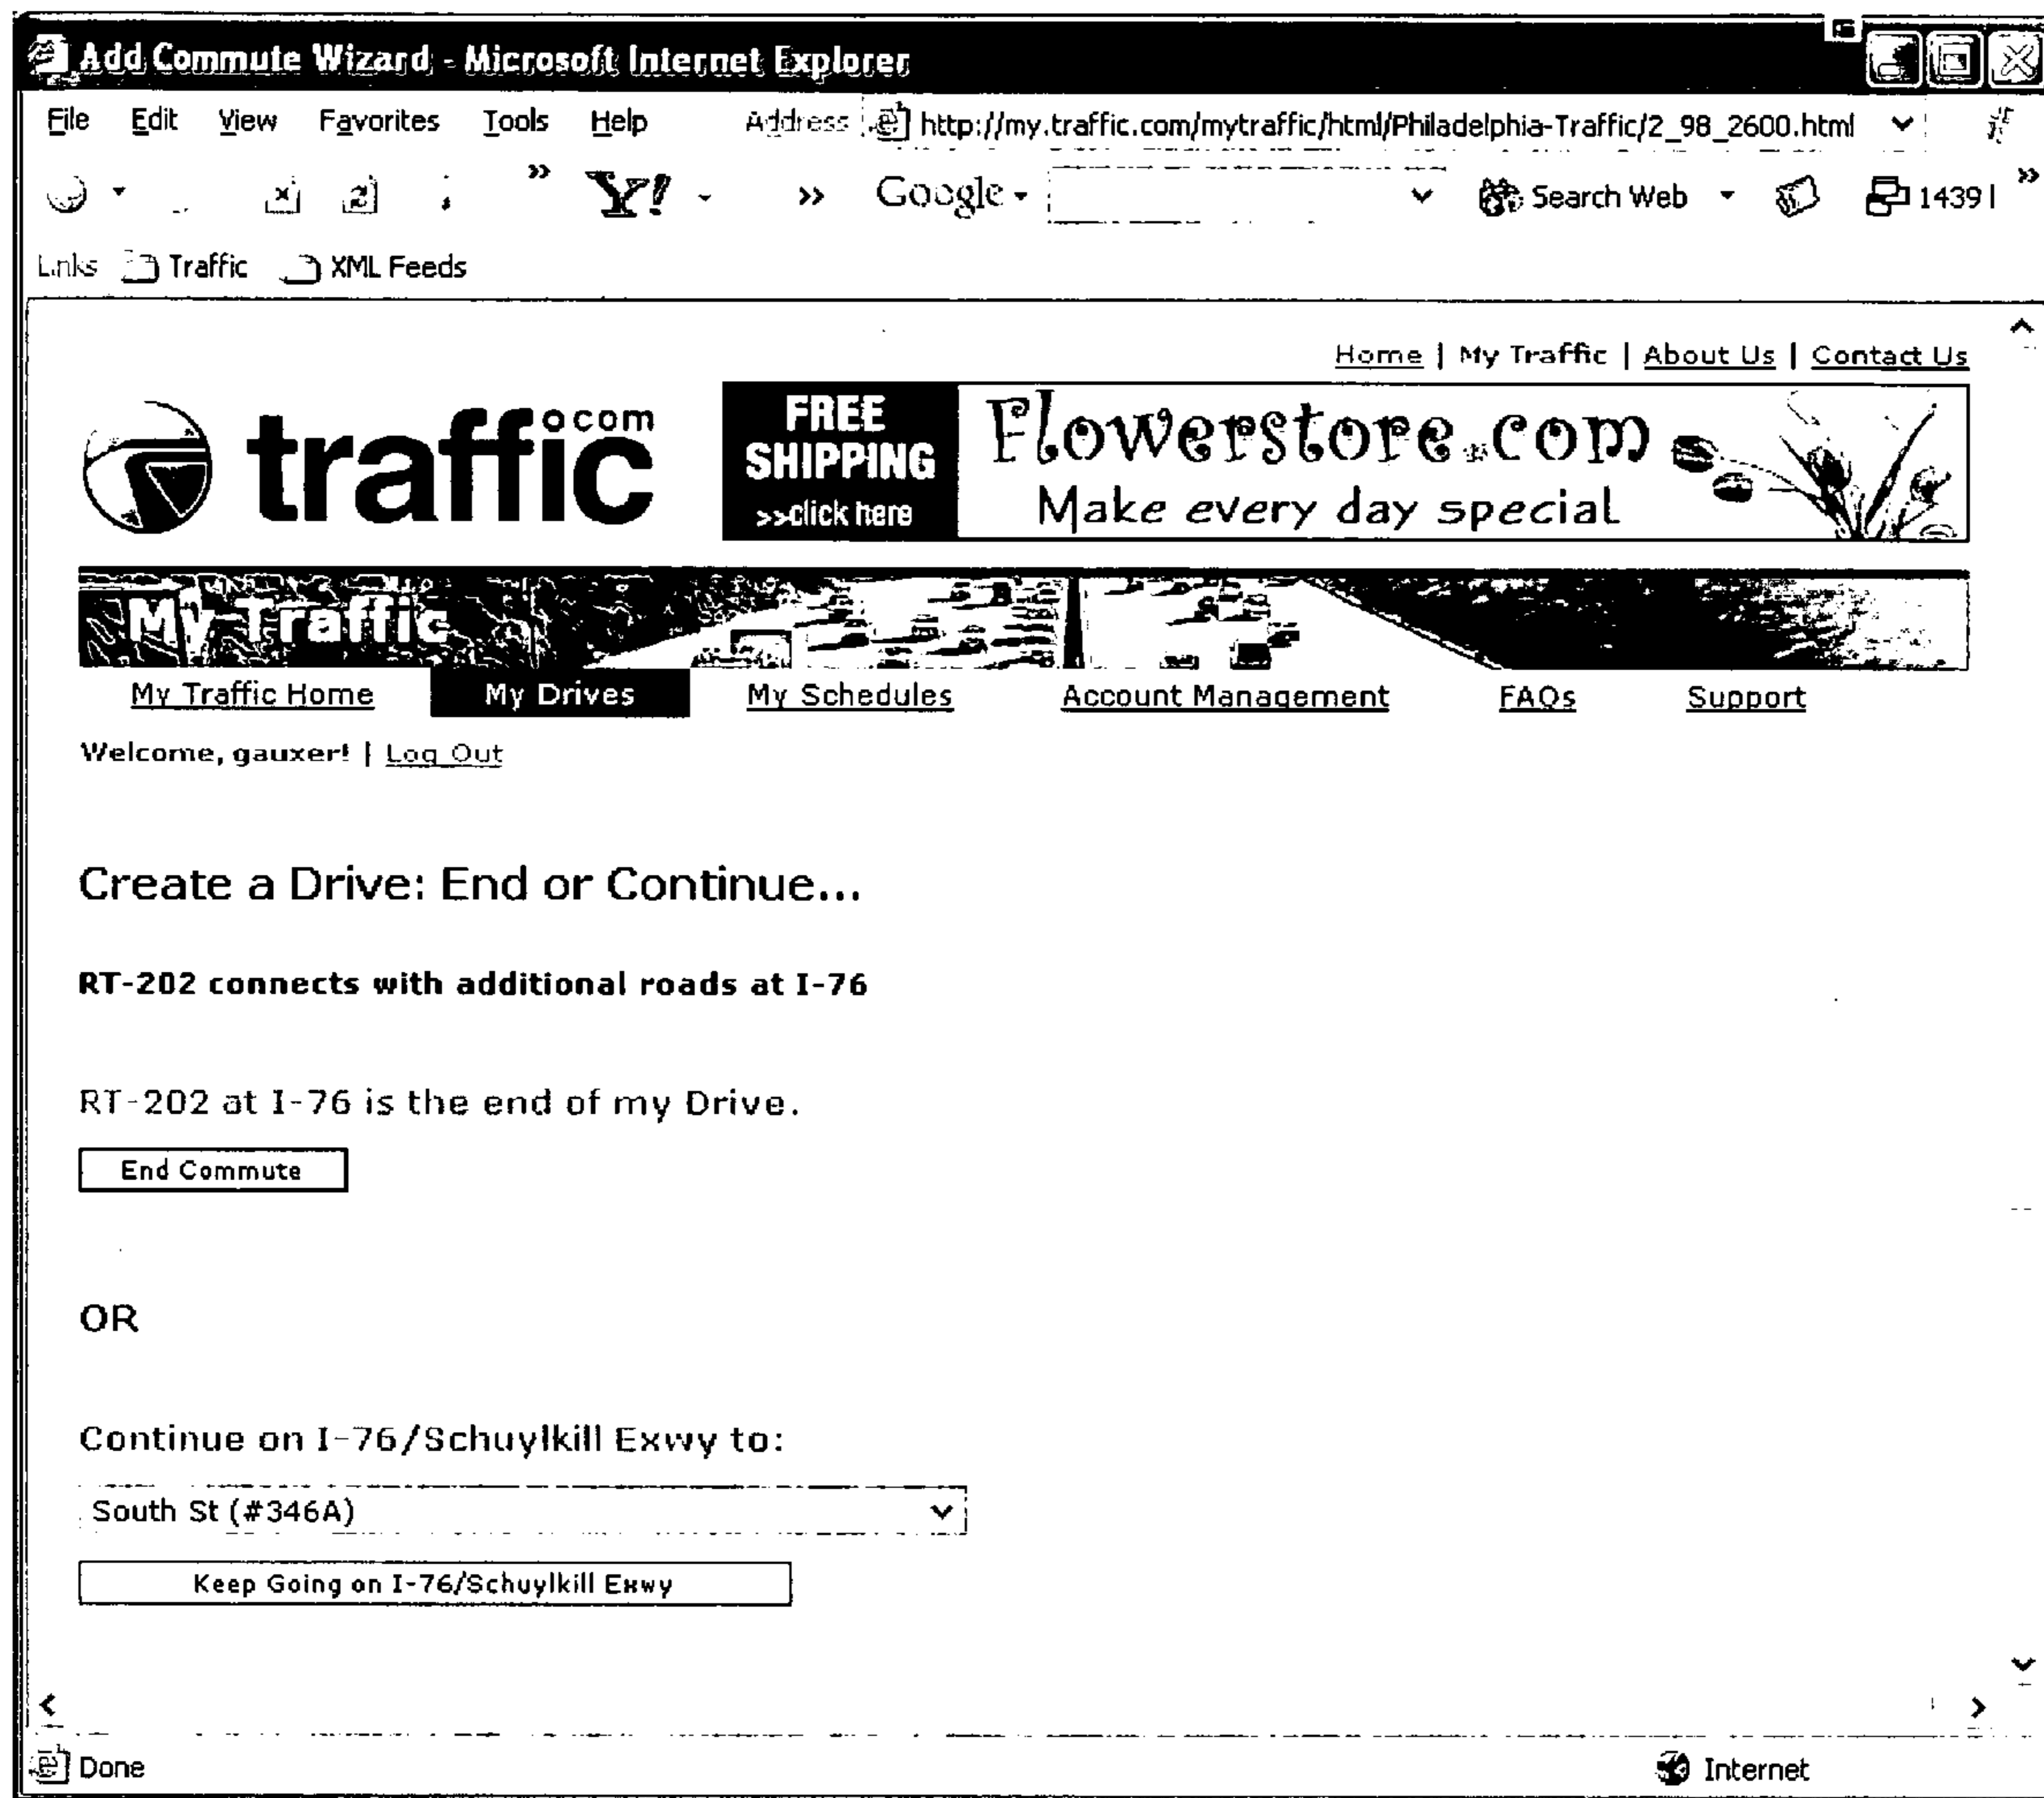 Add Commute Wizard - Microsoft Internet Explorer
File Edit View Favorites Tools Help Address http://my.traffic.com/mytraffic/html/Philadelphia-Traffic/2_98_2600.html
» Y! » Google Search Web 1439 »
Links Traffic XML Feeds
Home | My Traffic | About Us | Contact Us
traffic.com
FREE SHIPPING >>click here
Flowerstore.com
Make every day special
My Traffic
My Traffic Home My Drives My Schedules Account Management FAQs Support
Welcome, gauxer! | Log Out
Create a Drive: End or Continue...
RT-202 connects with additional roads at I-76
RT-202 at I-76 is the end of my Drive.
End Commute
OR
Continue on I-76/Schuylkill Exwy to:
South St (#346A)
Keep Going on I-76/Schuylkill Exwy
Done Internet